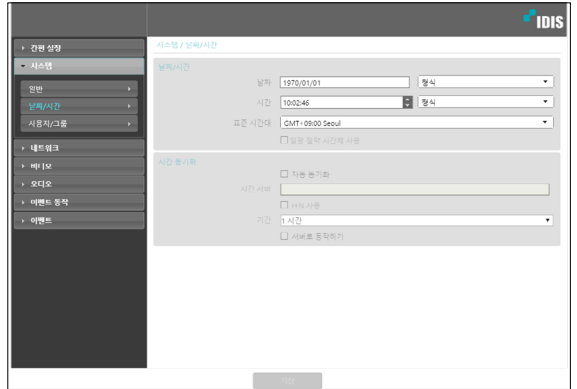 IDIS
간편 설정
시스템
일반
날짜/시간
사용자/그룹
네트워크
비디오
오디오
이벤트 동작
이벤트
시스템 / 날짜/시간
날짜/시간
날짜 1970/01/01 형식
시간 10:02:46 형식
표준 시간대 GMT+09:00 Seoul
일광 절약 시간제 사용
시간 동기화
자동 동기화
시간 서버
FEN 사용
기간 1 시간
서버로 동작하기
저장